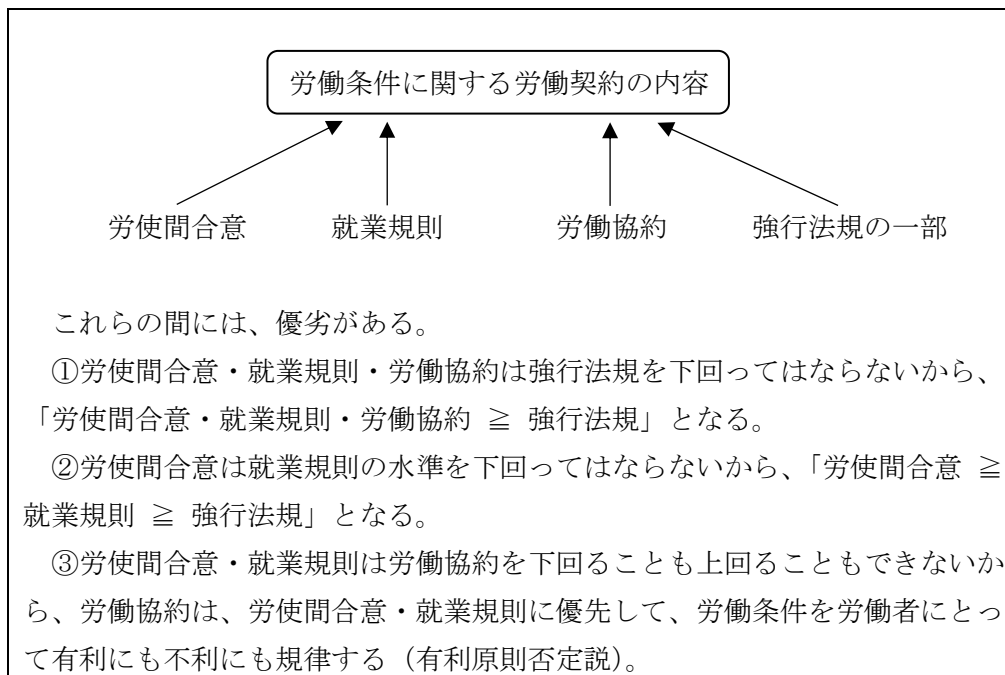 労働条件に関する労働契約の内容
労使間合意　就業規則　労働協約　強行法規の一部
これらの間には、優劣がある。
①労使間合意・就業規則・労働協約は強行法規を下回ってはならないから、
「労使間合意・就業規則・労働協約 ≧ 強行法規」となる。
②労使間合意は就業規則の水準を下回ってはならないから、「労使間合意 ≧
就業規則 ≧ 強行法規」となる。
③労使間合意・就業規則は労働協約を下回ることも上回ることもできないか
ら、労働協約は、労使間合意・就業規則に優先して、労働条件を労働者にとっ
て有利にも不利にも規律する（有利原則否定説）。